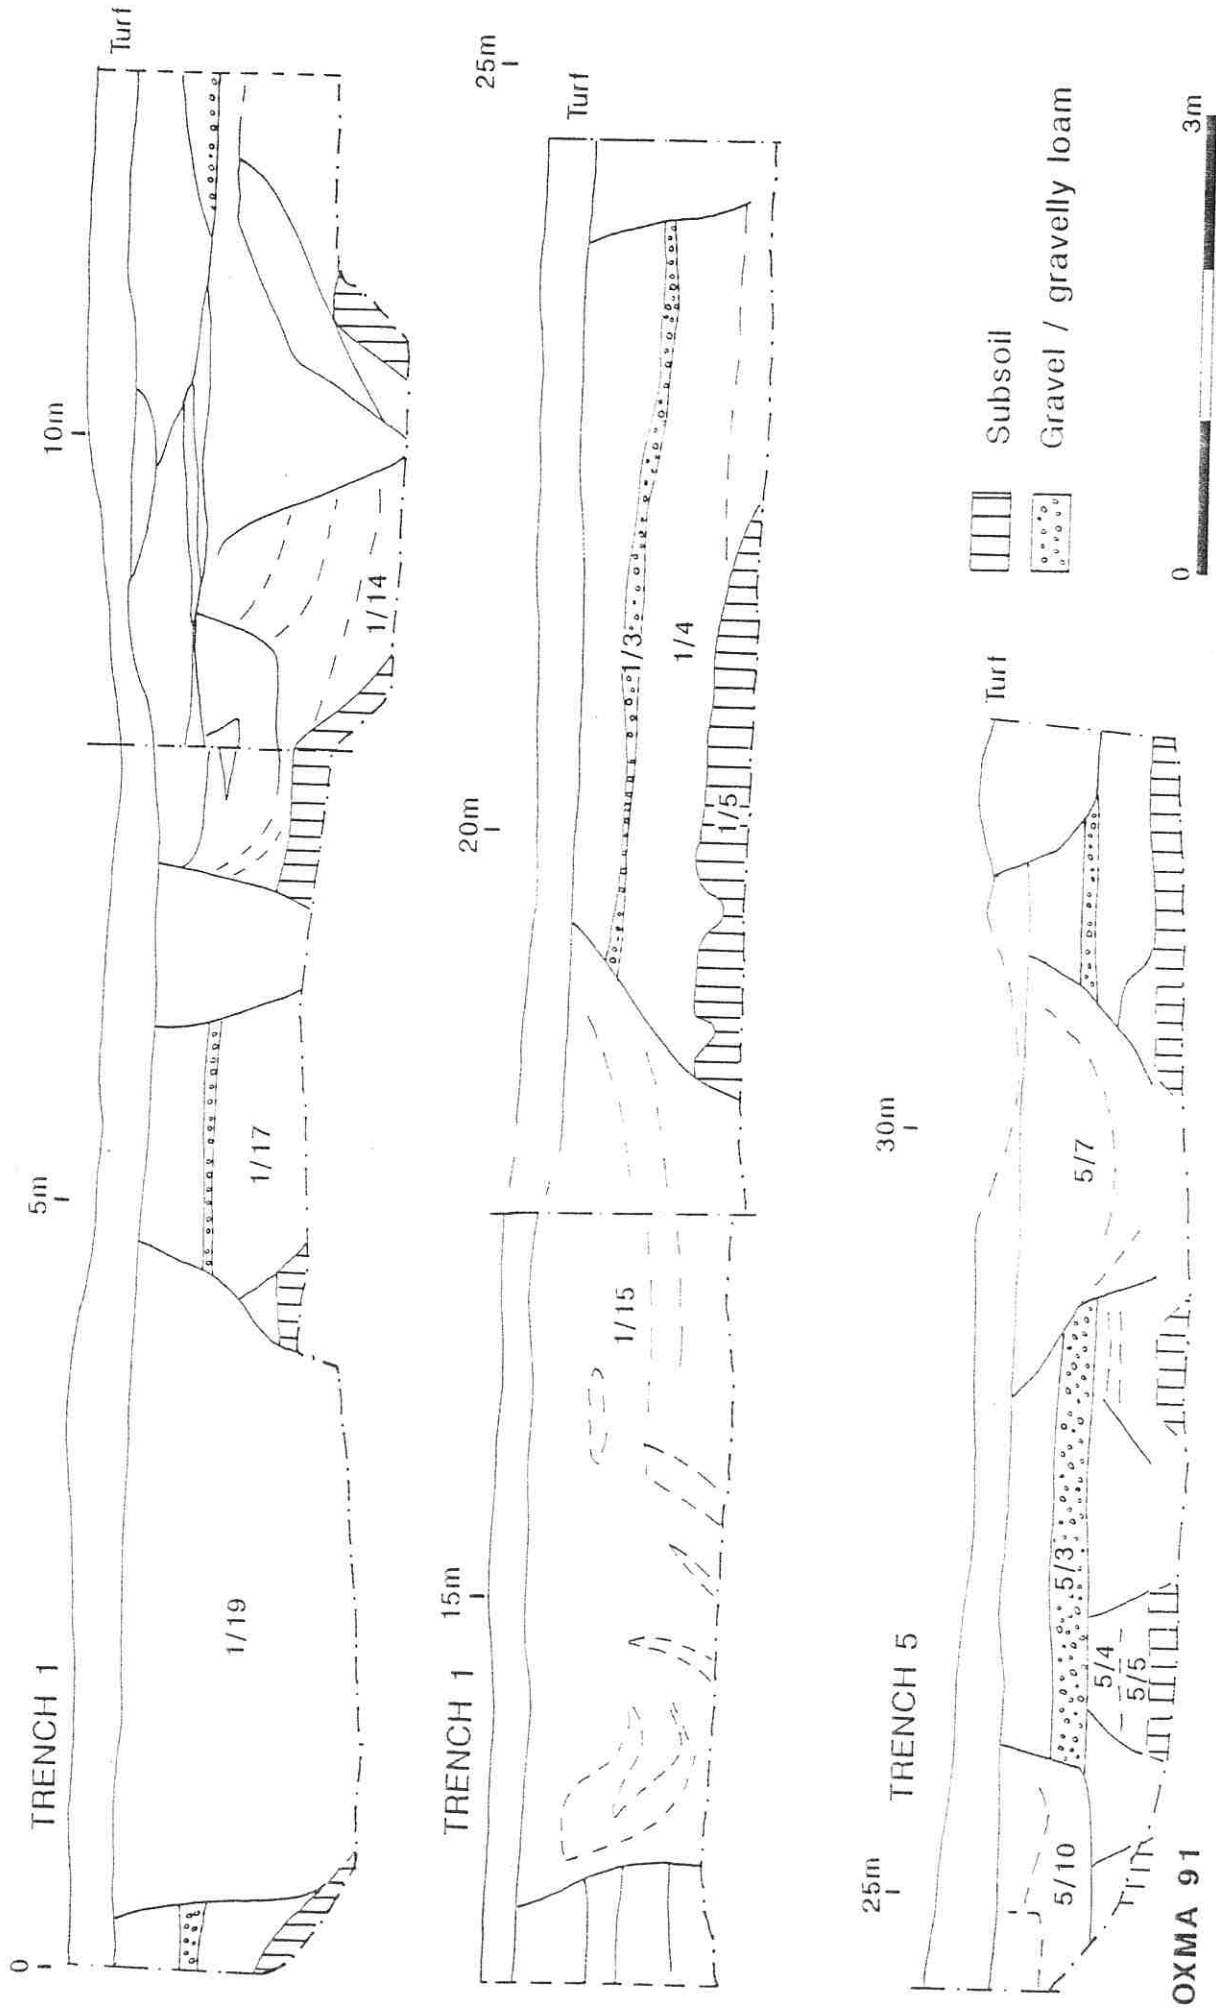 TRENCH 1
0
5m
10m
Turf
1/19
1/17
1/14
TRENCH 1
15m
20m
25m
Turf
1/15
1/3
1/4
1/5
TRENCH 5
25m
30m
Turf
5/10
5/3
5/4
5/5
5/7
Subsoil
Gravel / gravelly loam
0
3m
OXMA 91